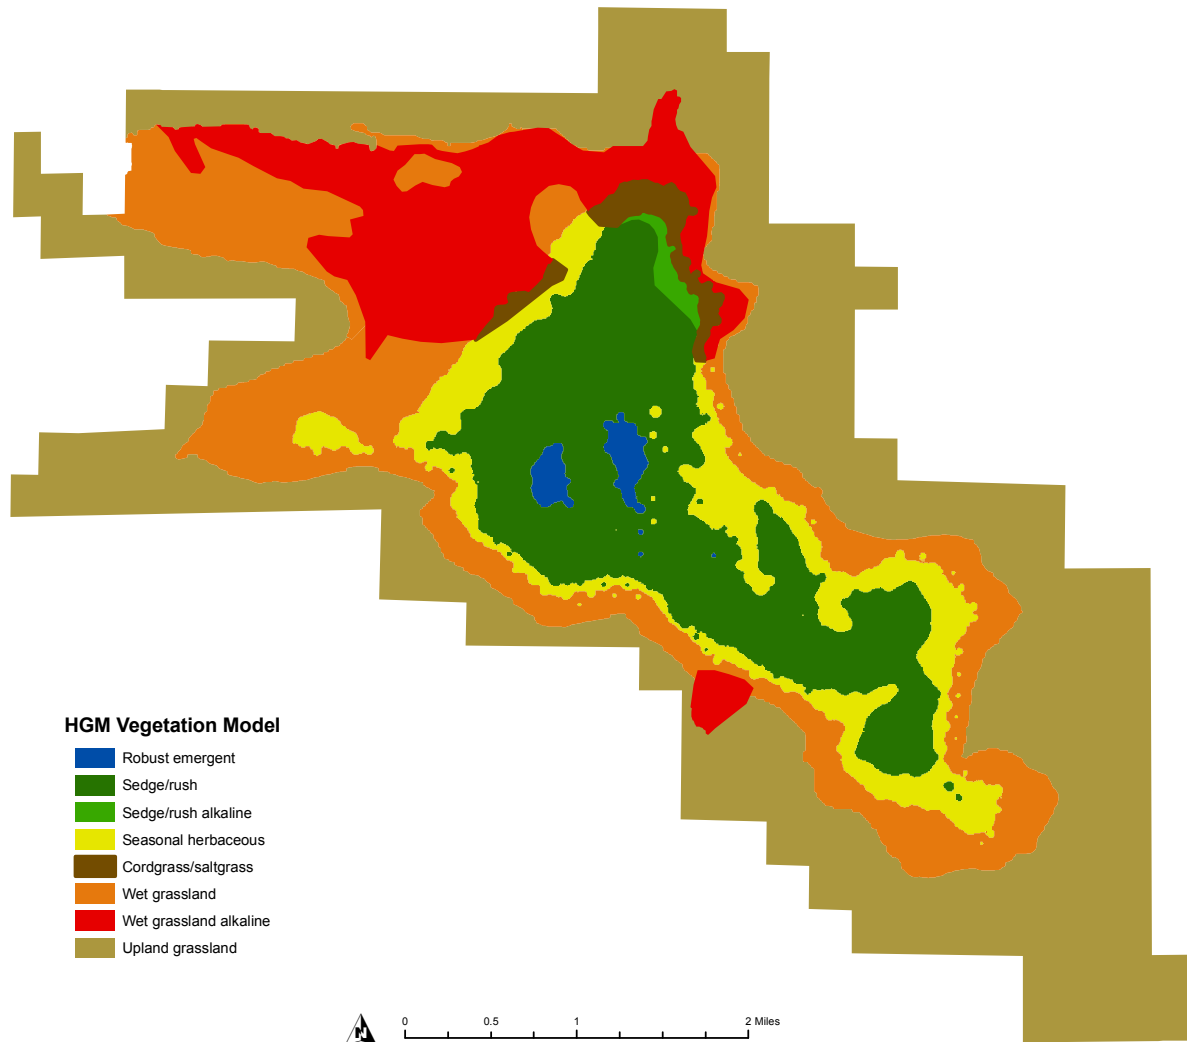 HGM Vegetation Model
Robust emergent
Sedge/rush
Sedge/rush alkaline
Seasonal herbaceous
Cordgrass/saltgrass
Wet grassland
Wet grassland alkaline
Upland grassland
N
0 0.5 1 2 Miles